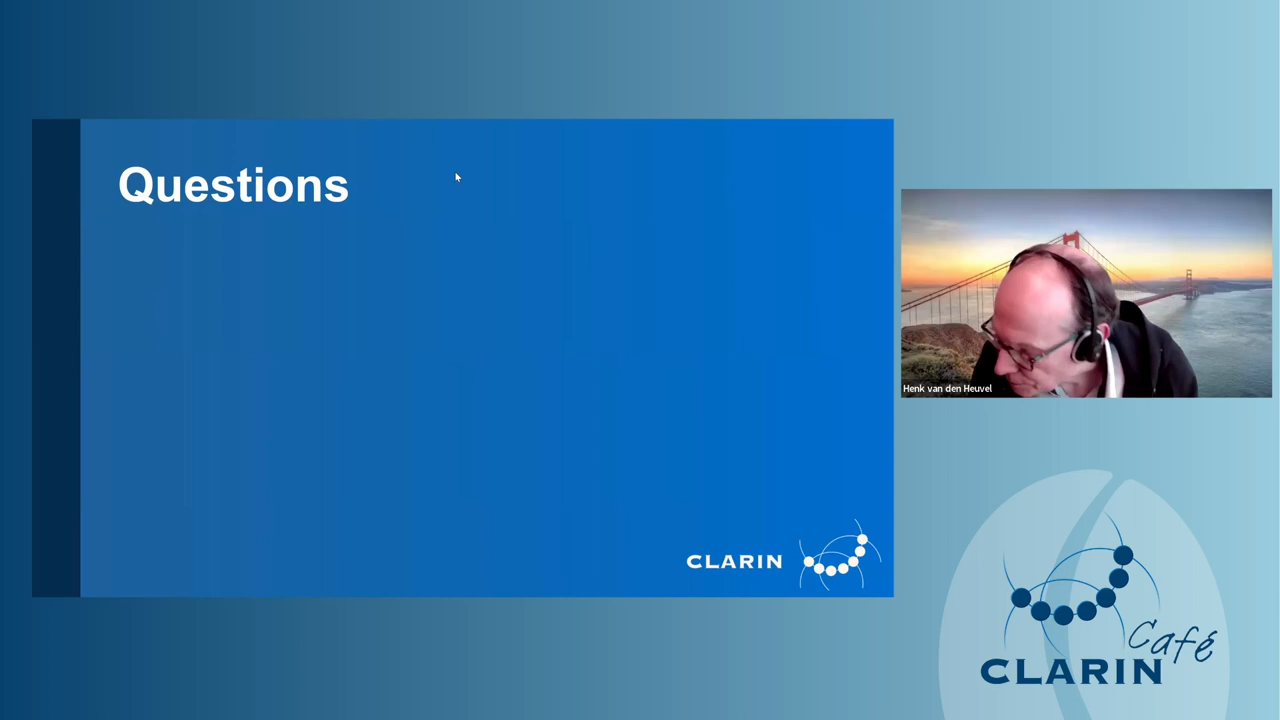 Questions
CLARIN
Henk van den Heuvel
Café
CLARIN